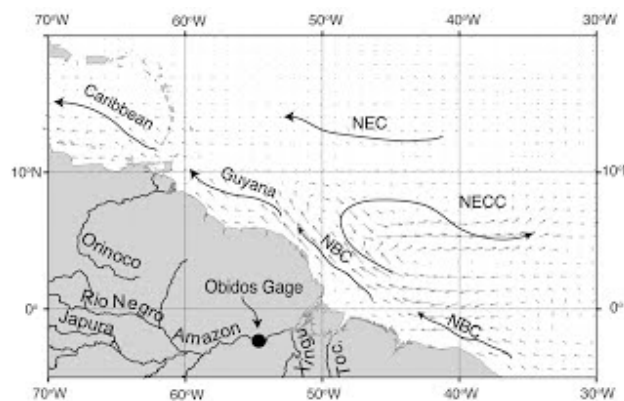 70°W 60°W 50°W 40°W 30°W
Caribbean
NEC
10°N
10°N
Guyana
NECC
NBC
Orinoco
Obidos Gage
Rio Negro
0°
0°
Japura
Amazon
NBC
Xingu
Toc.
70°W 60°W 50°W 40°W 30°W